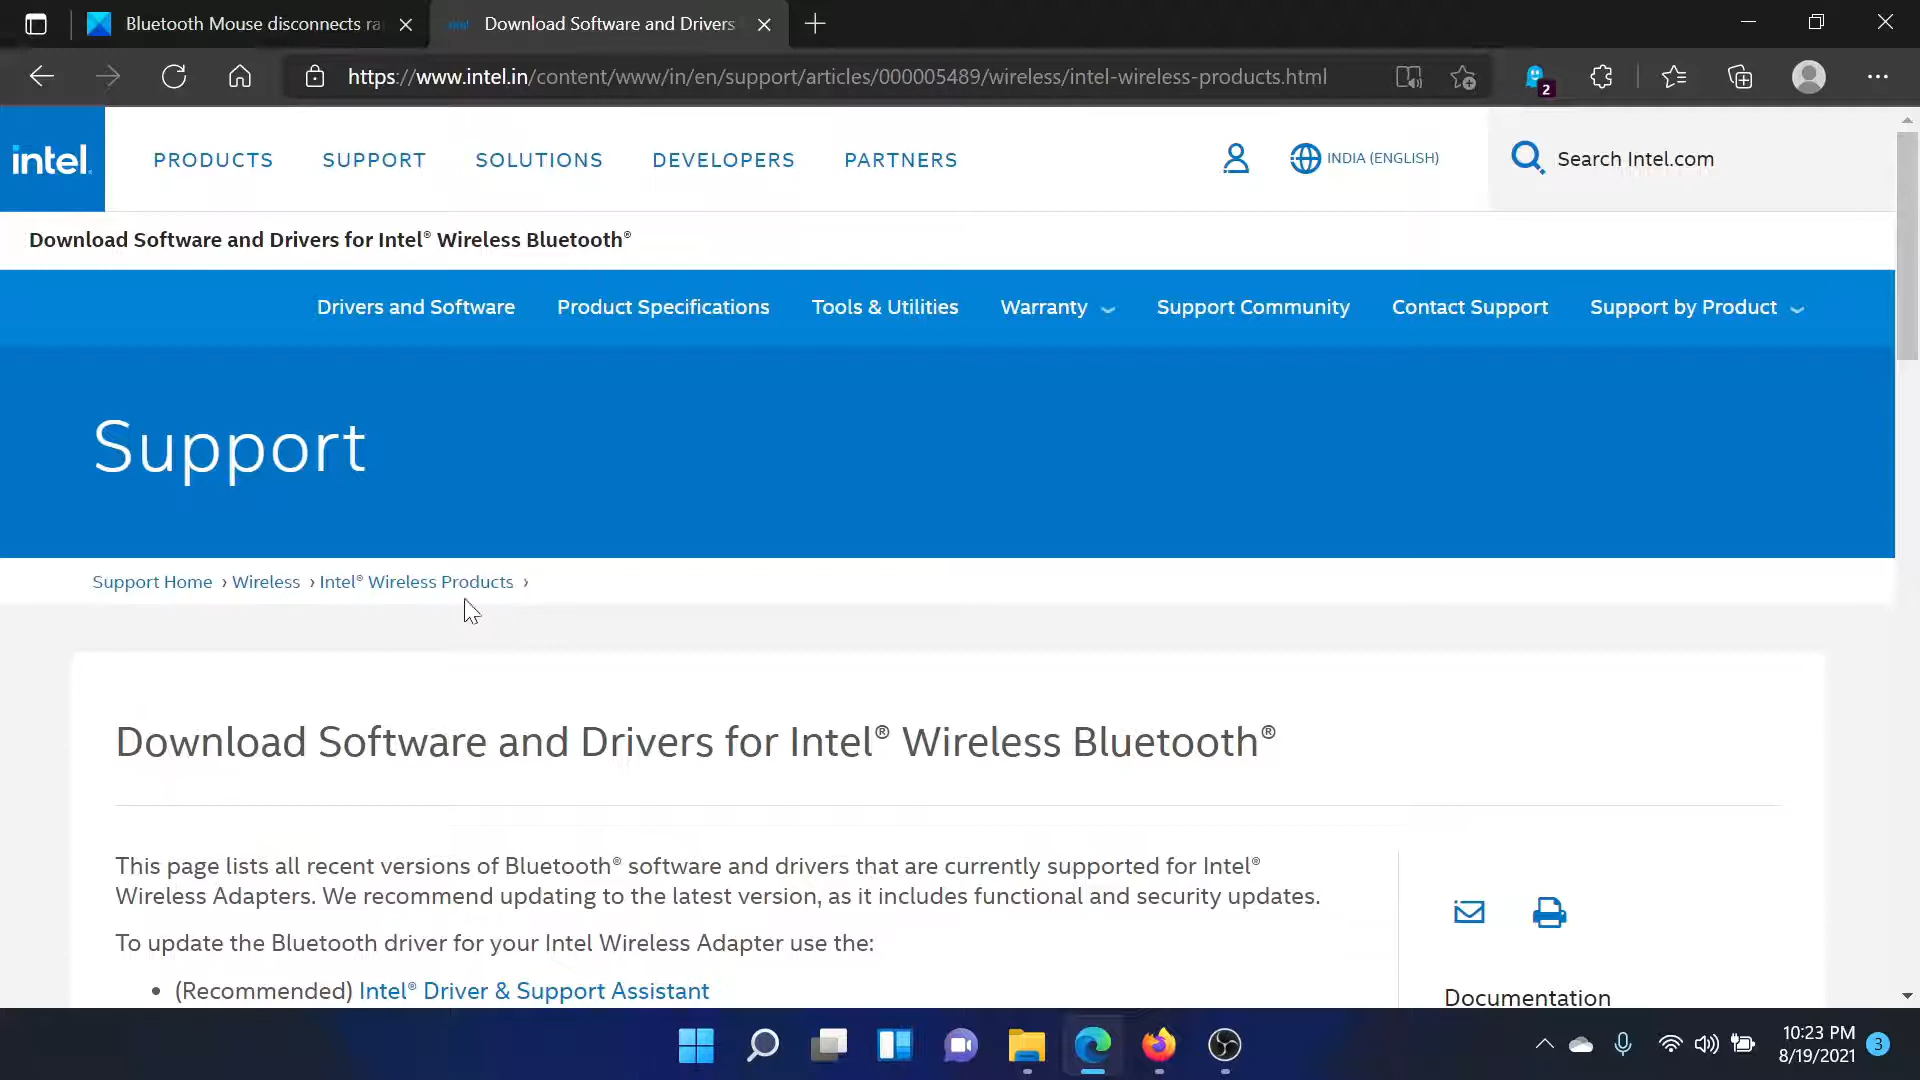 Bluetooth Mouse disconnects ra
Download Software and Drivers
https://www.intel.in/content/www/in/en/support/articles/000005489/wireless/intel-wireless-products.html
2
intel.
PRODUCTS
SUPPORT
SOLUTIONS
DEVELOPERS
PARTNERS
INDIA (ENGLISH)
Search Intel.com
Download Software and Drivers for Intel® Wireless Bluetooth®
Drivers and Software
Product Specifications
Tools & Utilities
Warranty
Support Community
Contact Support
Support by Product
Support
Support Home › Wireless › Intel® Wireless Products ›
Download Software and Drivers for Intel® Wireless Bluetooth®
This page lists all recent versions of Bluetooth® software and drivers that are currently supported for Intel®
Wireless Adapters. We recommend updating to the latest version, as it includes functional and security updates.
To update the Bluetooth driver for your Intel Wireless Adapter use the:
• (Recommended) Intel® Driver & Support Assistant
Documentation
10:23 PM
8/19/2021
3